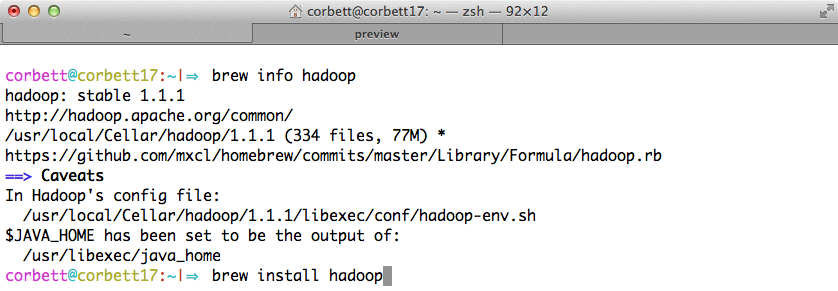 corbett@corbett17: ~ — zsh — 92×12
~ preview
corbett@corbett17:~|⇒ brew info hadoop
hadoop: stable 1.1.1
http://hadoop.apache.org/common/
/usr/local/Cellar/hadoop/1.1.1 (334 files, 77M) *
https://github.com/mxcl/homebrew/commits/master/Library/Formula/hadoop.rb
==> Caveats
In Hadoop's config file:
  /usr/local/Cellar/hadoop/1.1.1/libexec/conf/hadoop-env.sh
$JAVA_HOME has been set to be the output of:
  /usr/libexec/java_home
corbett@corbett17:~|⇒ brew install hadoop